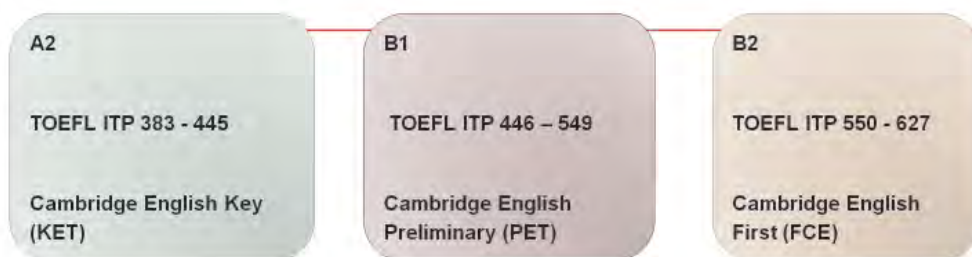 A2
TOEFL ITP 383 - 445
Cambridge English Key
(KET)
B1
TOEFL ITP 446 – 549
Cambridge English
Preliminary (PET)
B2
TOEFL ITP 550 - 627
Cambridge English
First (FCE)